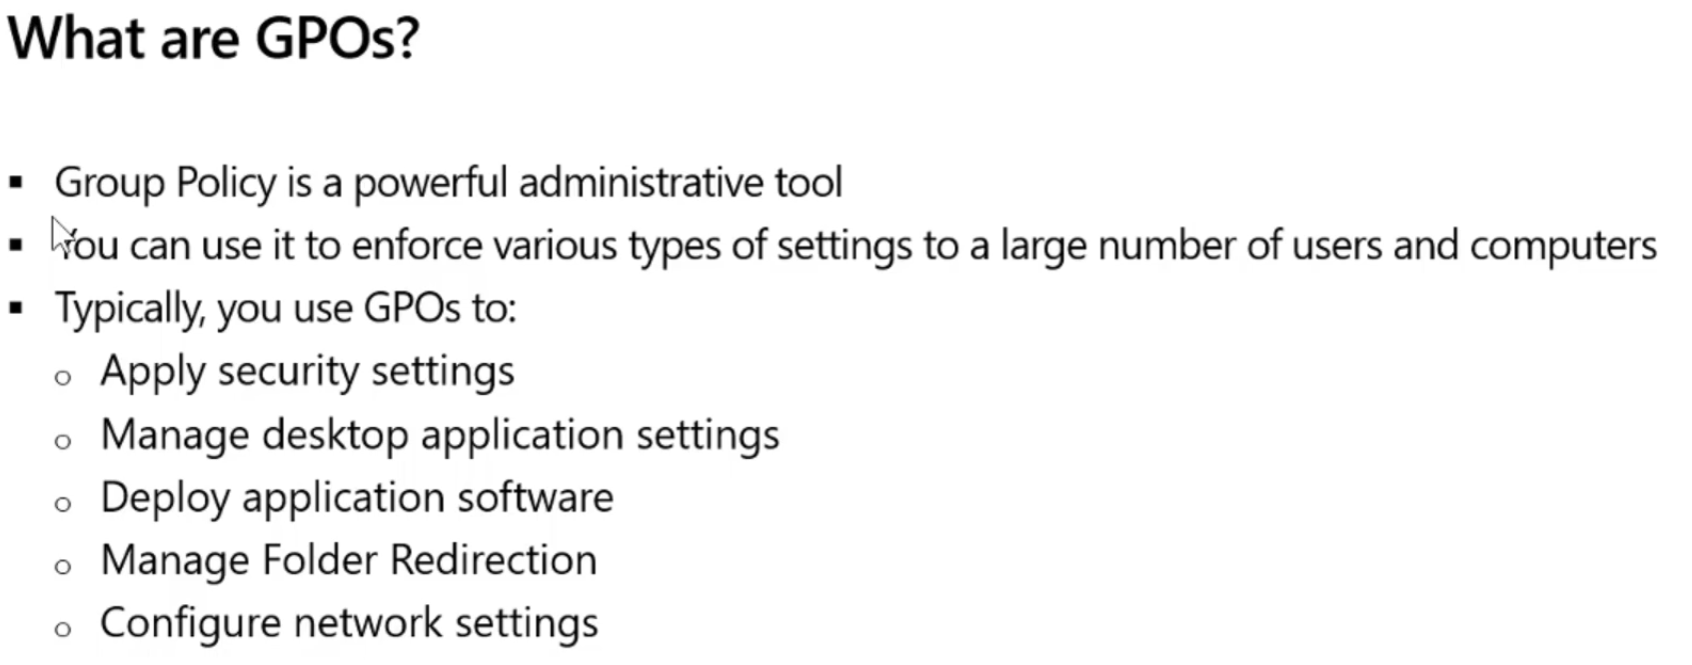 What are GPOs?
▪ Group Policy is a powerful administrative tool
▪ You can use it to enforce various types of settings to a large number of users and computers
▪ Typically, you use GPOs to:
o Apply security settings
o Manage desktop application settings
o Deploy application software
o Manage Folder Redirection
o Configure network settings